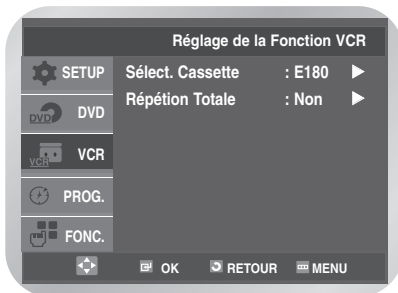 Réglage de la Fonction VCR
SETUP
Sélect. Cassette : E180
Répétion Totale : Non
DVD DVD
VCR VCR
PROG.
FONC.
OK RETOUR MENU